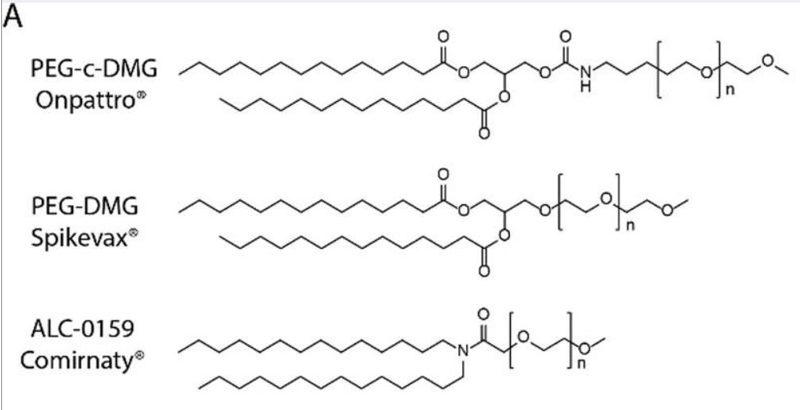 A
PEG-c-DMG
Onpattro®
O
O
O
O
O
N
H
O
O
n
O
PEG-DMG
Spikevax®
O
O
O
O
O
O
n
O
ALC-0159
Comirnaty®
O
N
O
O
n